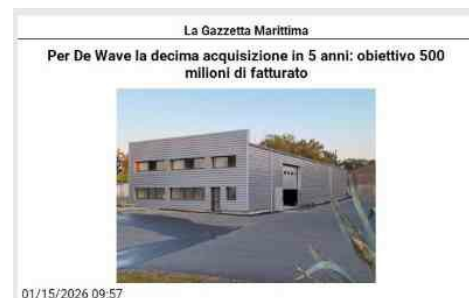 La Gazzetta Marittima
Per De Wave la decima acquisizione in 5 anni: obiettivo 500
milioni di fatturato
01/15/2026 09:57